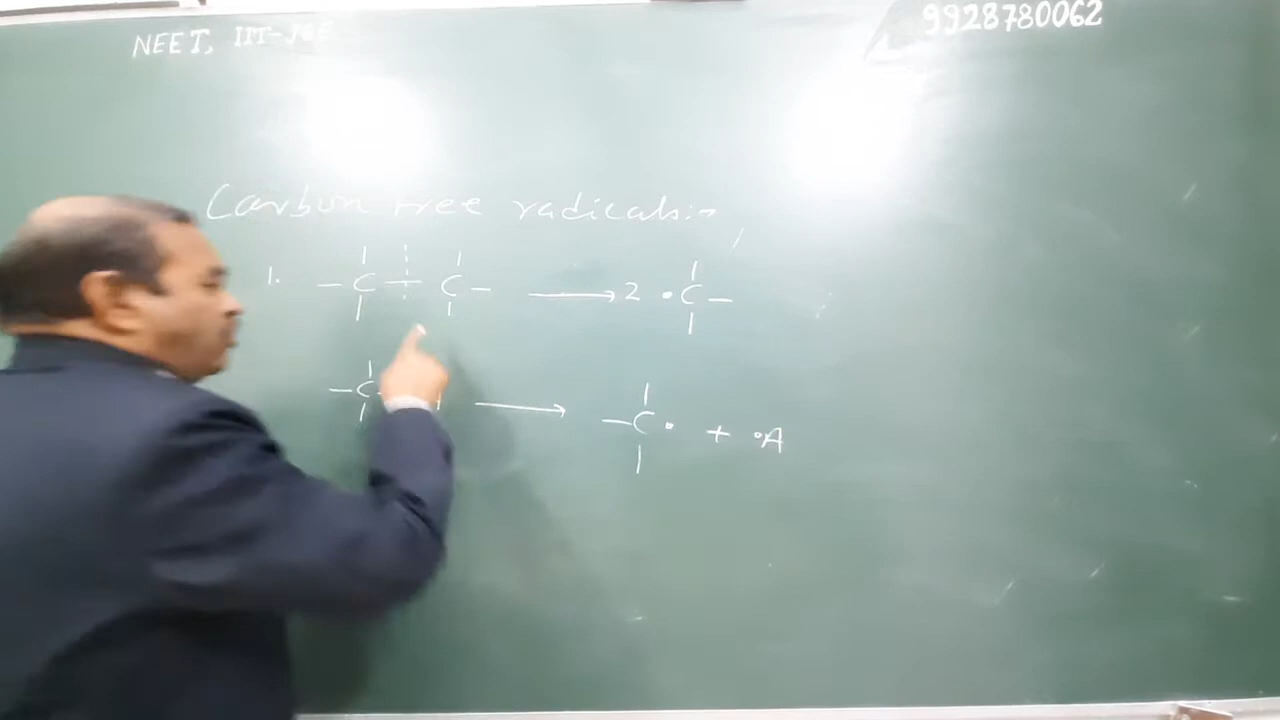 NEET, IIT-JEE
9928780062
Carbon free radicals:-
1. -C-C- → 2 •C-
-C → -C• + •A